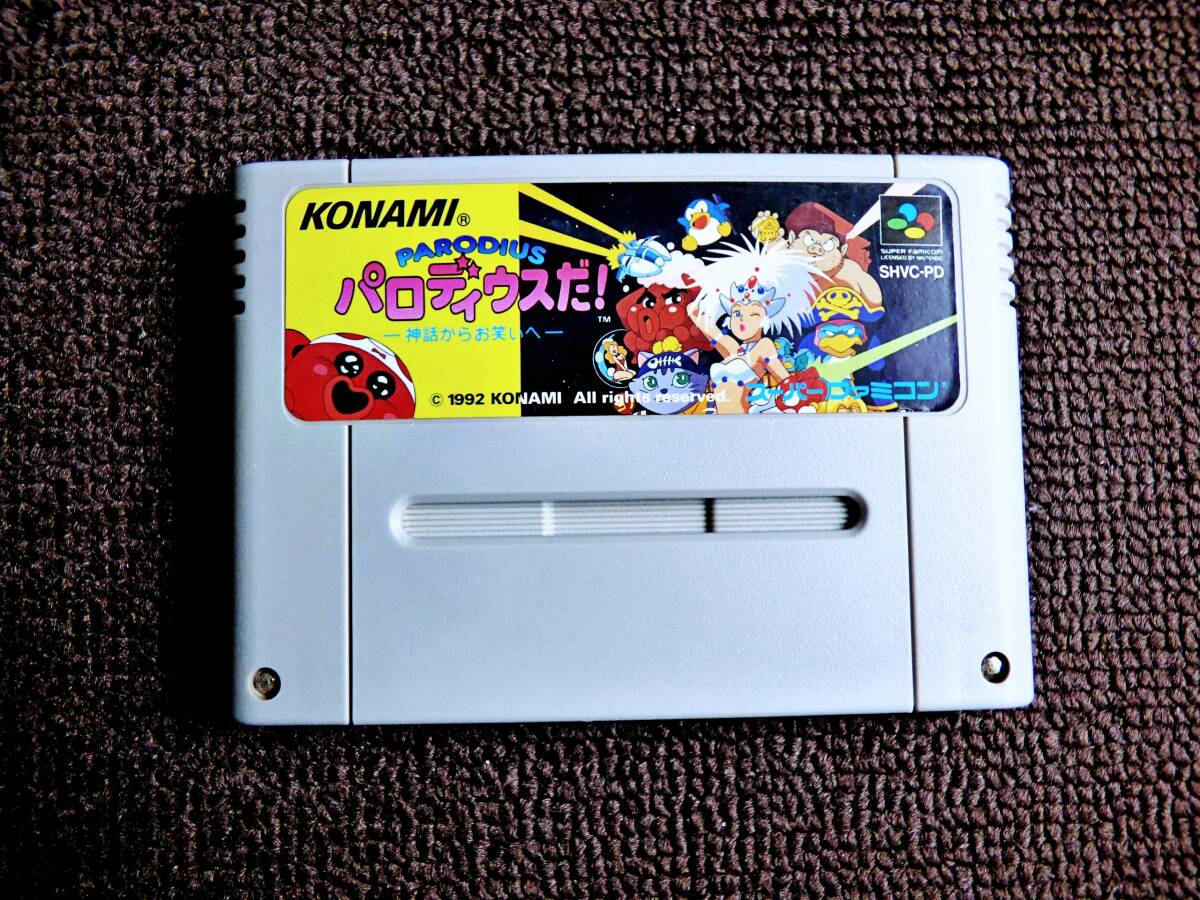 KONAMI®
PARODIUS
パロディウスだ!™
―神話からお笑いへ―
© 1992 KONAMI All rights reserved.
SUPER FAMICOM
LICENSED BY NINTENDO
SHVC-PD
スーパーファミコン